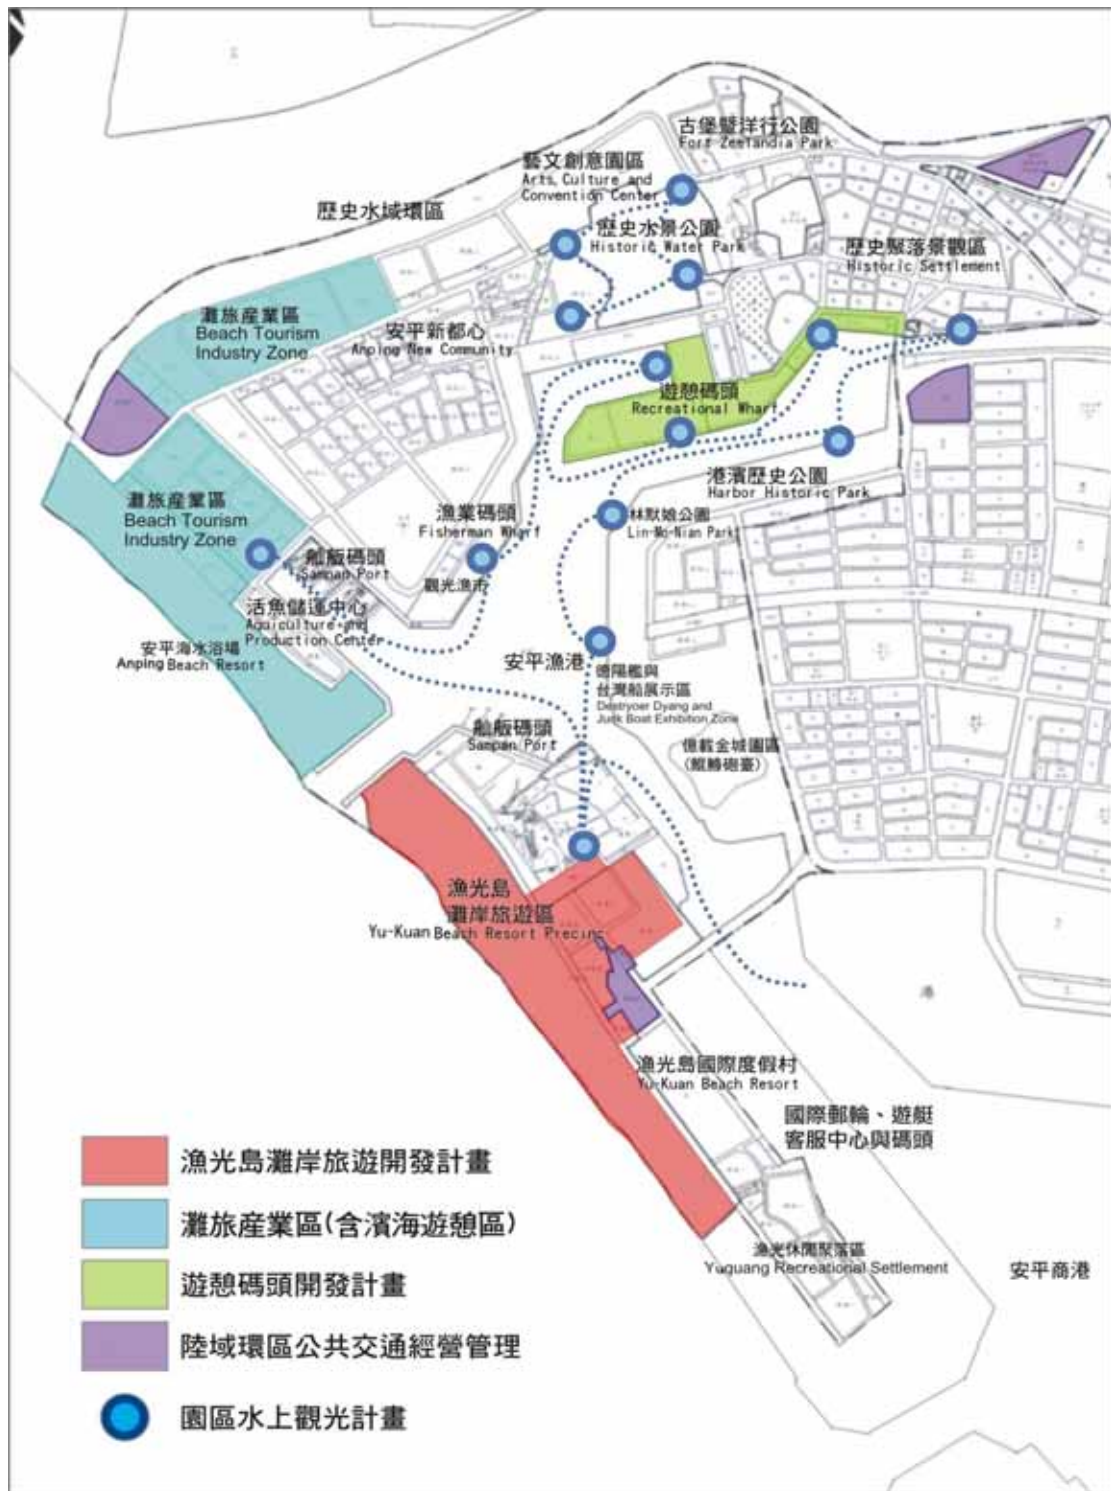 古堡暨洋行公園
Fort Zeelandia Park
藝文創意園區
Arts, Culture and
Convention Center
歷史水域環區
歷史水景公園
Historic Water Park
歷史聚落景觀區
Historic Settlement
灘旅産業區
Beach Tourism
Industry Zone
安平新都心
Anping New Community
遊憩碼頭
Recreational Wharf
港濱歷史公園
Harbor Historic Park
灘旅産業區
Beach Tourism
Industry Zone
漁業碼頭
Fisherman Wharf
林默娘公園
Lin-Mo-Nian Park
舢舨碼頭
Sampan Port
觀光漁市
活魚儲運中心
Aquiculture and
Production Center
安平海水浴場
Anping Beach Resort
安平漁港
德陽艦與
台灣船展示區
Destryoer Dyang and
Junk Boat Exhibition Zone
舢舨碼頭
Sampan Port
億載金城園區
(鯤鯓砲臺)
漁光島
灘岸旅遊區
Yu-Kuan Beach Resort Precinc
港
漁光島國際度假村
Yu-Kuan Beach Resort
國際郵輪、遊艇
客服中心與碼頭
漁光休閒聚落區
Yuguang Recreational Settlement
安平商港
漁光島灘岸旅遊開發計畫
灘旅産業區(含濱海遊憩區)
遊憩碼頭開發計畫
陸域環區公共交通經營管理
園區水上觀光計畫